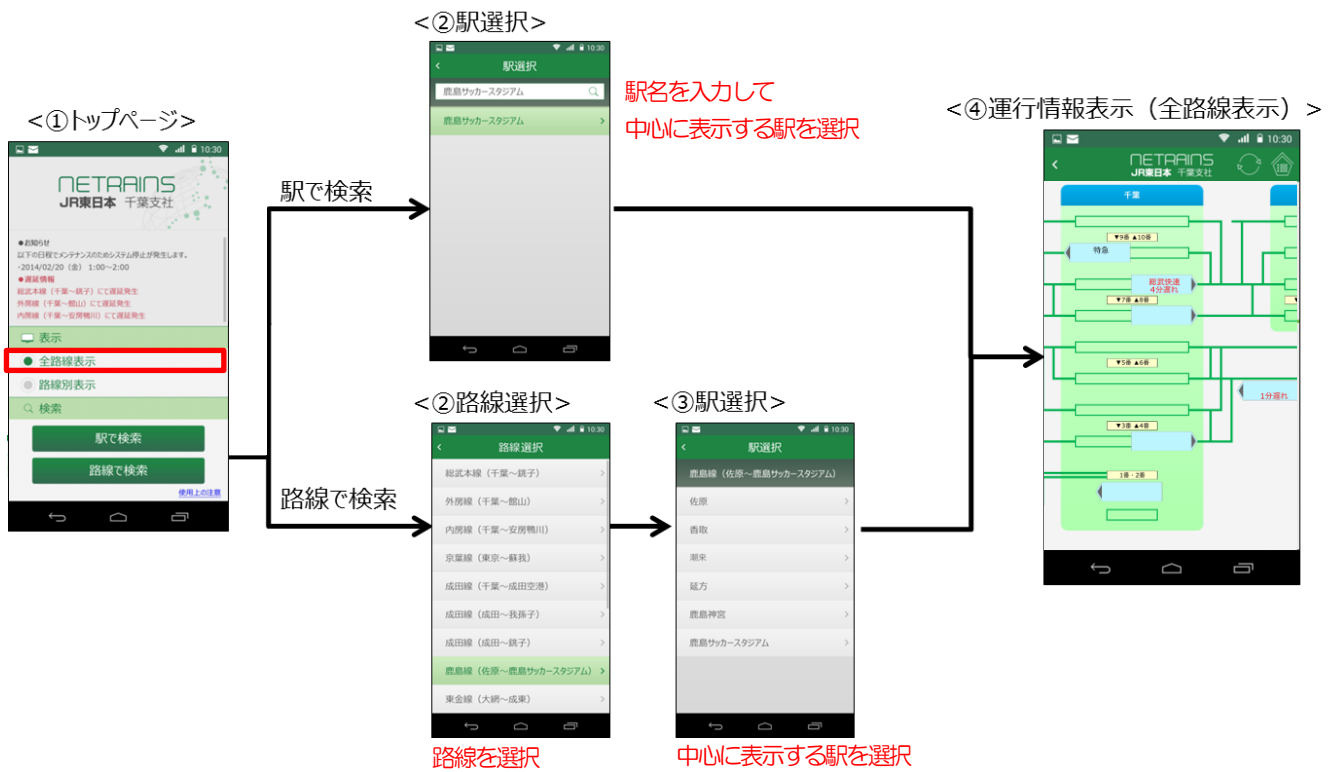 <①トップページ>
10:30
NETRAINS
JR東日本 千葉支社
●お知らせ
以下の日程でメンテナンスのためシステム停止が発生します。
-2014/02/20（金） 1:00～2:00
●遅延情報
総武本線（千葉～銚子）にて遅延発生
外房線（千葉～館山）にて遅延発生
内房線（千葉～安房鴨川）にて遅延発生
表示
全路線表示
路線別表示
検索
駅で検索
路線で検索
使用上の注意
駅で検索
路線で検索
<②駅選択>
10:30
駅選択
鹿島サッカースタジアム
鹿島サッカースタジアム
駅名を入力して
中心に表示する駅を選択
<②路線選択>
10:30
路線選択
総武本線（千葉～銚子）
外房線（千葉～館山）
内房線（千葉～安房鴨川）
京葉線（東京～蘇我）
成田線（千葉～成田空港）
成田線（成田～我孫子）
成田線（成田～銚子）
鹿島線（佐原～鹿島サッカースタジアム）
東金線（大網～成東）
路線を選択
<③駅選択>
10:30
駅選択
鹿島線（佐原～鹿島サッカースタジアム）
佐原
香取
潮来
延方
鹿島神宮
鹿島サッカースタジアム
中心に表示する駅を選択
<④運行情報表示（全路線表示）>
10:30
NETRAINS
JR東日本 千葉支社
千葉
▼9番 ▲10番
特急
総武快速
4分遅れ
▼7番 ▲8番
▼5番 ▲6番
1分遅れ
▼3番 ▲4番
1番・2番